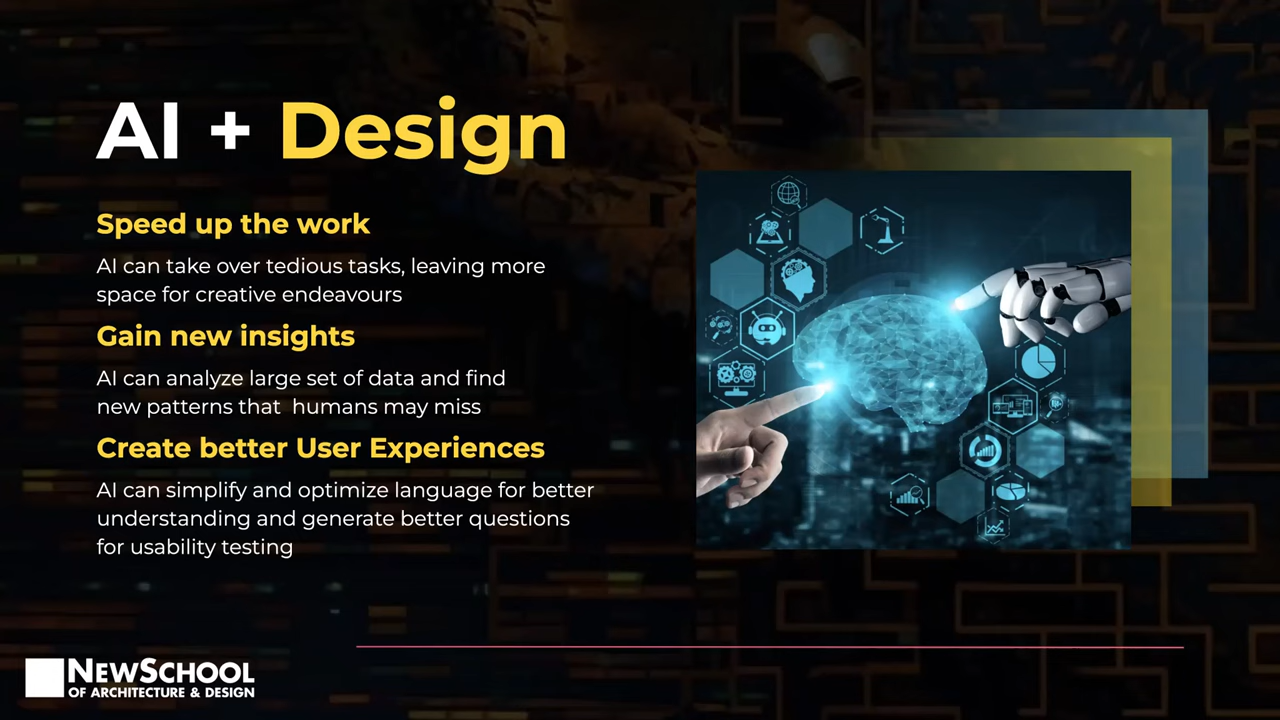 AI + Design
Speed up the work
AI can take over tedious tasks, leaving more
space for creative endeavours
Gain new insights
AI can analyze large set of data and find
new patterns that  humans may miss
Create better User Experiences
AI can simplify and optimize language for better
understanding and generate better questions
for usability testing
NEWSCHOOL
OF ARCHITECTURE & DESIGN